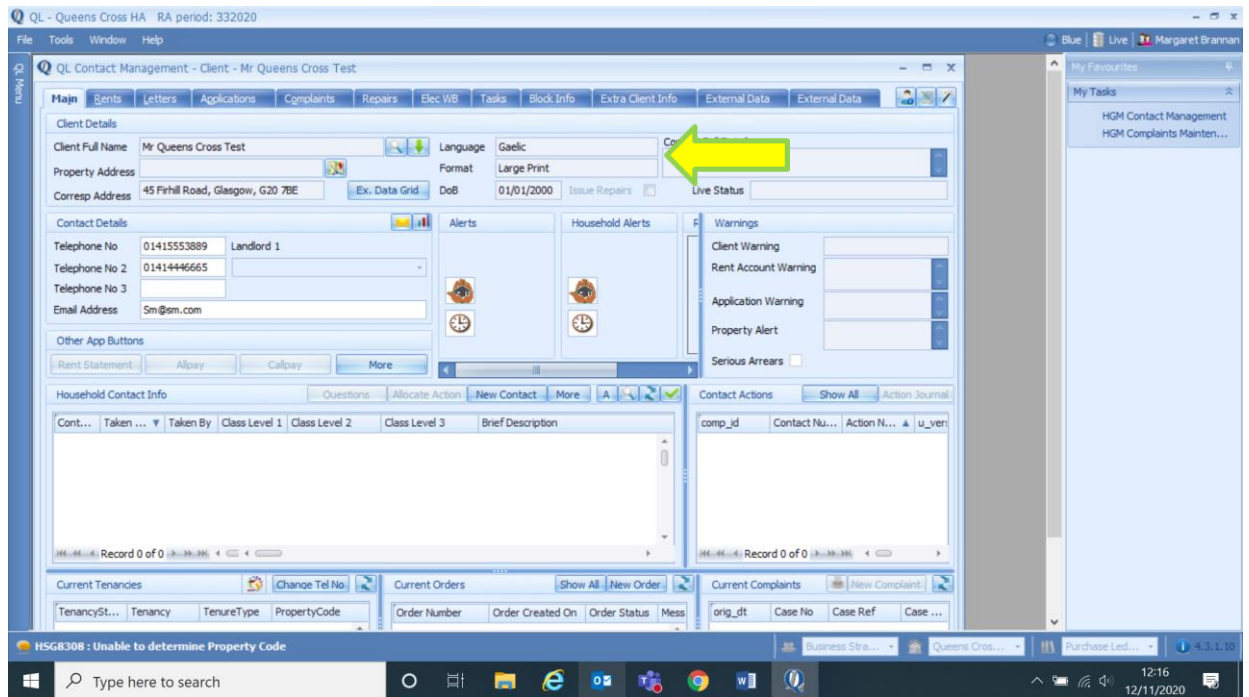 QL - Queens Cross HA RA period: 332020
File Tools Window Help
Blue Live Margaret Brannan
QL Menu
QL Contact Management - Client - Mr Queens Cross Test
My Favourites
Main Rents Letters Applications Complaints Repairs Elec WB Tasks Block Info Extra Client Info External Data External Data
My Tasks
HGM Contact Management
HGM Complaints Mainten...
Client Details
Client Full Name Mr Queens Cross Test Language Gaelic
Property Address Format Large Print
Corresp Address 45 Firhill Road, Glasgow, G20 7BE Ex. Data Grid DoB 01/01/2000 Issue Repairs Live Status
Contact Details Alerts Household Alerts Warnings
Telephone No 01415553889 Landlord 1 Client Warning
Telephone No 2 01414446665 Rent Account Warning
Telephone No 3
Email Address Sm@sm.com Application Warning
Property Alert
Other App Buttons
Rent Statement Allpay Callpay More Serious Arrears
Household Contact Info Questions Allocate Action New Contact More A Contact Actions Show All Action Journal
Cont... Taken ... Taken By Class Level 1 Class Level 2 Class Level 3 Brief Description comp_id Contact Nu... Action N... u_ver
Record 0 of 0 Record 0 of 0
Current Tenancies Change Tel No Current Orders Show All New Order Current Complaints New Complaint
TenancySt... Tenancy TenureType PropertyCode Order Number Order Created On Order Status Mess orig_dt Case No Case Ref Case ...
HSG8308 : Unable to determine Property Code Business Stra... Queens Cros... Purchase Led... 4.3.1.10
Type here to search 12:16
12/11/2020